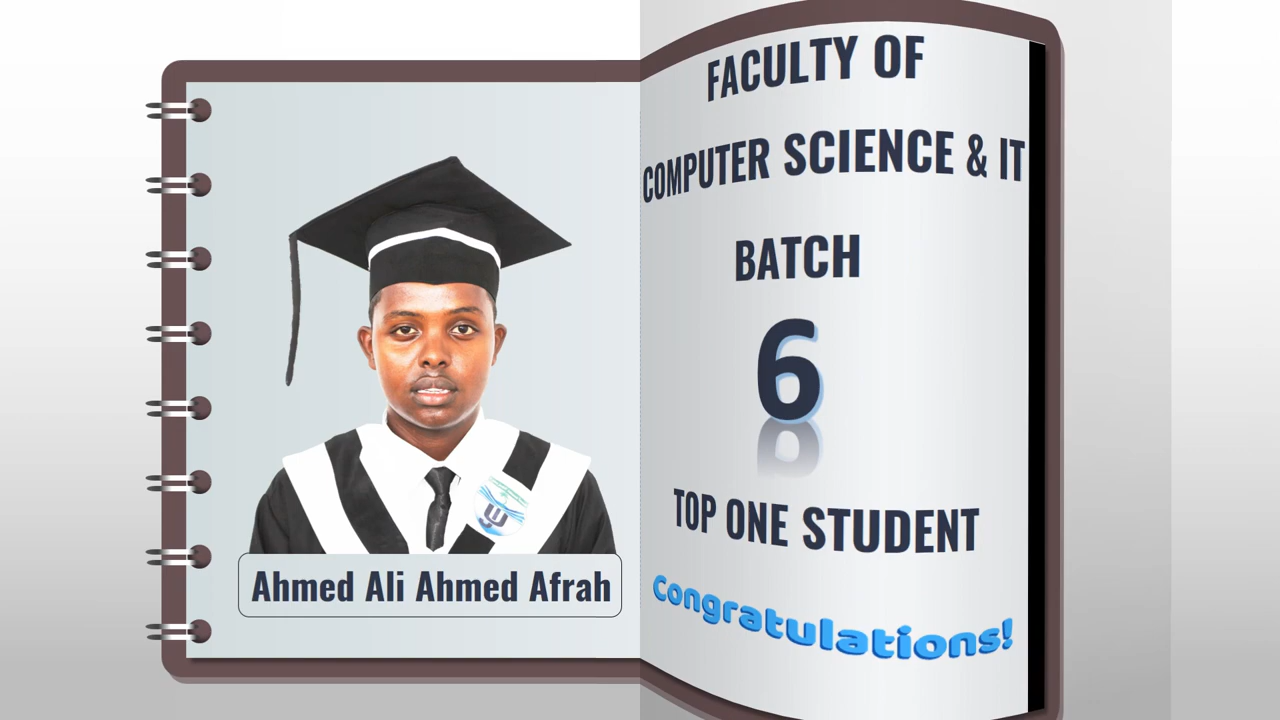 Ahmed Ali Ahmed Afrah
FACULTY OF
COMPUTER SCIENCE & IT
BATCH
6
TOP ONE STUDENT
Congratulations!